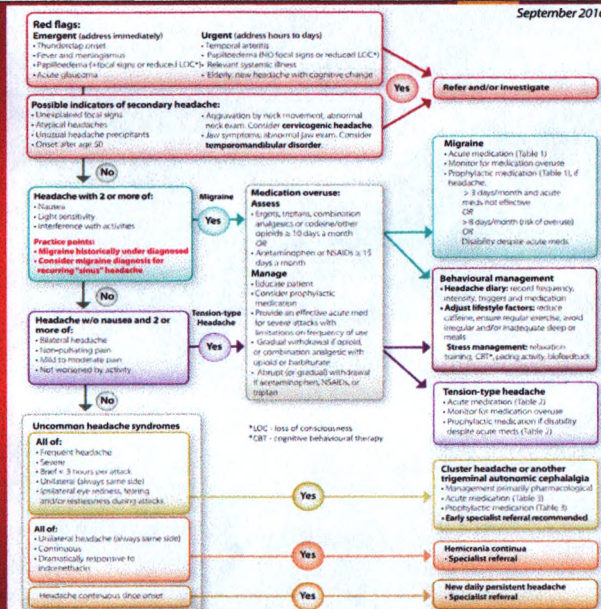 September 2016
Red flags:
Emergent (address immediately)
• Thunderclap onset
• Fever and meningismus
• Papilloedema (+focal signs or reduced LOC*)
• Acute glaucoma
Urgent (address hours to days)
• Temporal arteritis
• Papilloedema (NO focal signs or reduced LOC*)
• Relevant systemic illness
• Elderly: new headache with cognitive change
Possible indicators of secondary headache:
• Unexplained focal signs
• Atypical headaches
• Unusual headache precipitants
• Onset after age 50
• Aggravation by neck movement, abnormal
neck exam. Consider cervicogenic headache.
• Jaw symptoms, abnormal jaw exam. Consider
temporomandibular disorder.
Yes
Refer and/or investigate
No
Headache with 2 or more of:
• Nausea
• Light sensitivity
• Interference with activities
Practice points:
• Migraine historically under diagnosed
• Consider migraine diagnosis for
recurring "sinus" headache
Migraine
Yes
Medication overuse:
Assess
• Ergots, triptans, combination
analgesics or codeine/other
opioids ≥ 10 days a month
OR
• Acetaminophen or NSAIDs ≥ 15
days a month
Manage
• Educate patient
• Consider prophylactic
medication
• Provide an effective acute med
for severe attacks with
limitations on frequency of use
• Gradual withdrawal if opioid,
or combination analgesic with
opioid or barbiturate
• Abrupt (or gradual) withdrawal
if acetaminophen, NSAIDs, or
triptan
Migraine
• Acute medication (Table 1)
• Monitor for medication overuse
• Prophylactic medication (Table 1), if
headache:
> 3 days/month and acute
meds not effective
OR
> 8 days/month (risk of overuse)
OR
Disability despite acute meds
Behavioural management
• Headache diary: record frequency,
intensity, triggers and medication
• Adjust lifestyle factors: reduce
caffeine, ensure regular exercise, avoid
irregular and/or inadequate sleep or
meals
Stress management: relaxation
training, CBT*, pacing activity, biofeedback
No
Headache w/o nausea and 2 or
more of:
• Bilateral headache
• Non-pulsating pain
• Mild to moderate pain
• Not worsened by activity
Tension-type
Headache
Yes
Tension-type headache
• Acute medication (Table 2)
• Monitor for medication overuse
• Prophylactic medication if disability
despite acute meds (Table 2)
No
*LOC - loss of consciousness
*CBT - cognitive behavioural therapy
Uncommon headache syndromes
All of:
• Frequent headache
• Severe
• Brief < 3 hours per attack
• Unilateral (always same side)
• Ipsilateral eye redness, tearing
and/or restlessness during attacks
Yes
Cluster headache or another
trigeminal autonomic cephalalgia
• Management primarily pharmacological
• Acute medication (Table 3)
• Prophylactic medication (Table 3)
• Early specialist referral recommended
All of:
• Unilateral headache (always same side)
• Continuous
• Dramatically responsive to
indomethacin
Yes
Hemicrania continua
• Specialist referral
Headache continuous since onset
Yes
New daily persistent headache
• Specialist referral